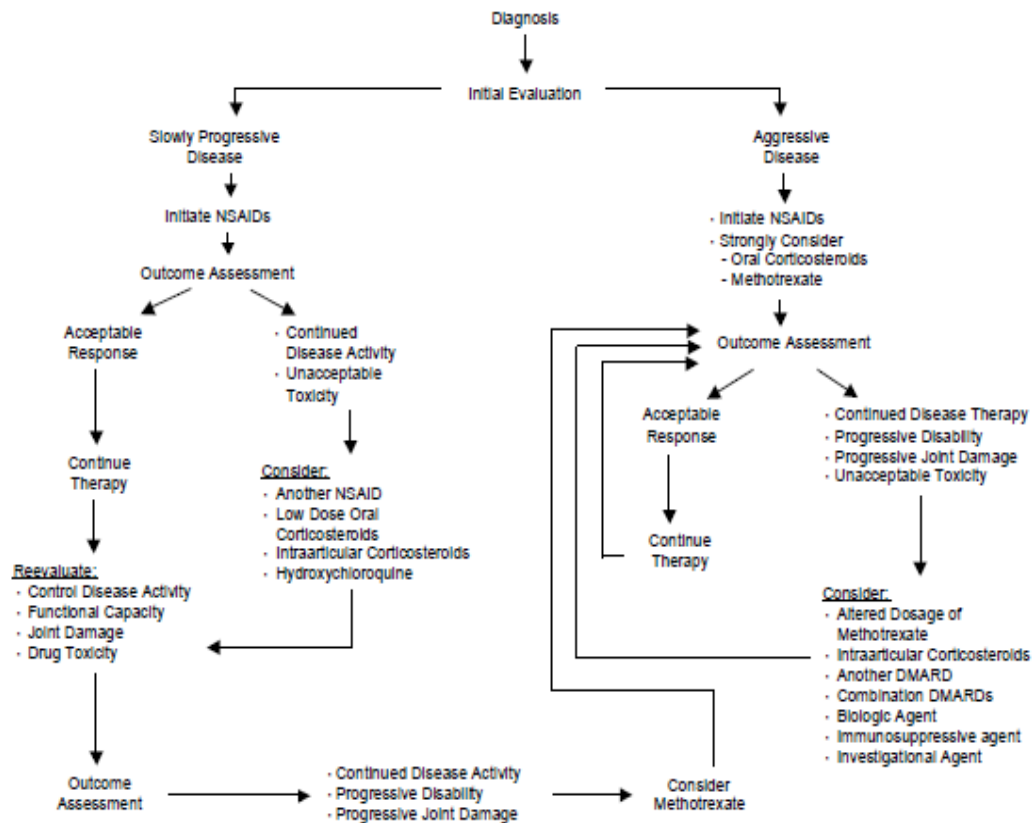 Diagnosis
Initial Evaluation
Slowly Progressive
Disease
Initiate NSAIDs
Outcome Assessment
Acceptable
Response
· Continued
Disease Activity
· Unacceptable
Toxicity
Continue
Therapy
Consider:
· Another NSAID
· Low Dose Oral
Corticosteroids
· Intraarticular Corticosteroids
· Hydroxychloroquine
Reevaluate:
· Control Disease Activity
· Functional Capacity
· Joint Damage
· Drug Toxicity
Outcome
Assessment
· Continued Disease Activity
· Progressive Disability
· Progressive Joint Damage
Consider
Methotrexate
Aggressive
Disease
· Initiate NSAIDs
· Strongly Consider
- Oral Corticosteroids
- Methotrexate
Outcome Assessment
Acceptable
Response
Continue
Therapy
· Continued Disease Therapy
· Progressive Disability
· Progressive Joint Damage
· Unacceptable Toxicity
Consider:
· Altered Dosage of
Methotrexate
· Intraarticular Corticosteroids
· Another DMARD
· Combination DMARDs
· Biologic Agent
· Immunosuppressive agent
· Investigational Agent